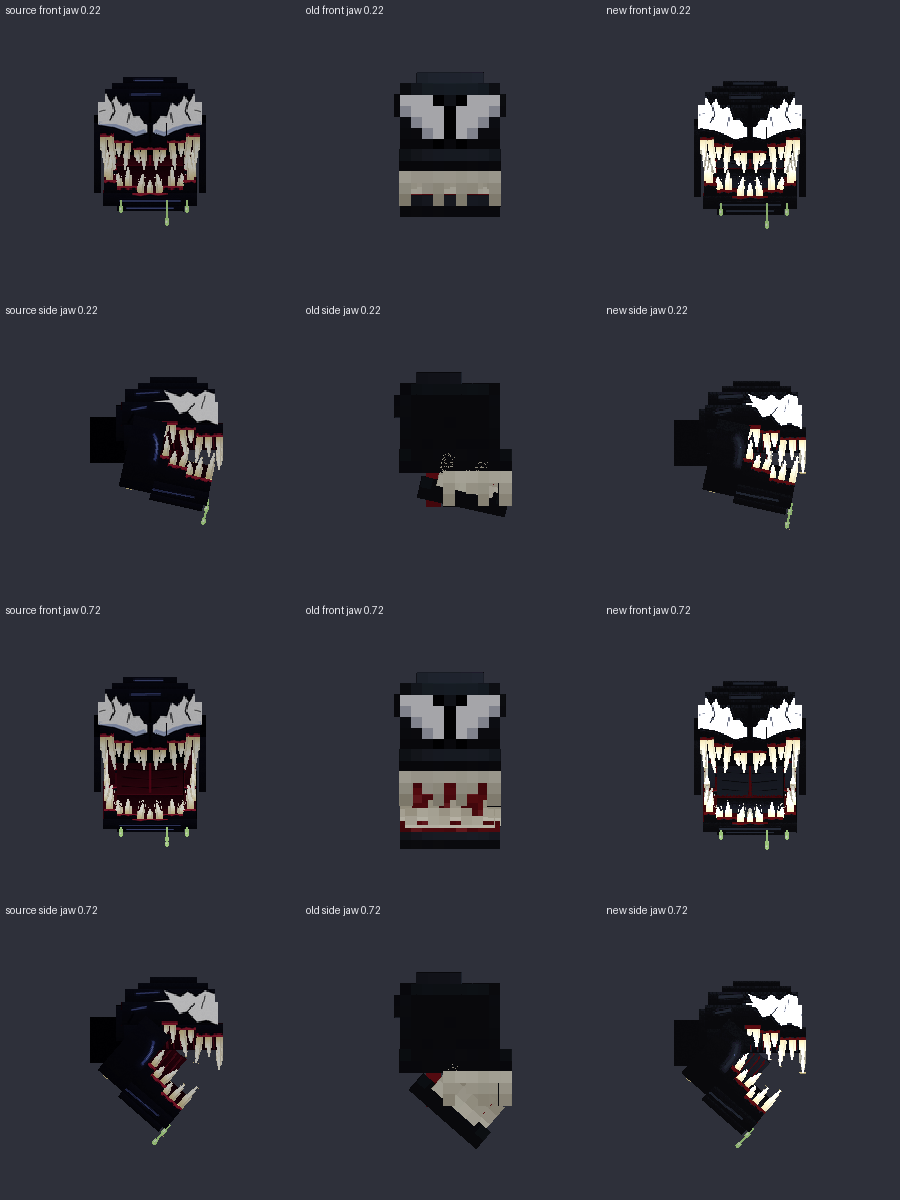 source front jaw 0.22
old front jaw 0.22
new front jaw 0.22
source side jaw 0.22
old side jaw 0.22
new side jaw 0.22
source front jaw 0.72
old front jaw 0.72
new front jaw 0.72
source side jaw 0.72
old side jaw 0.72
new side jaw 0.72